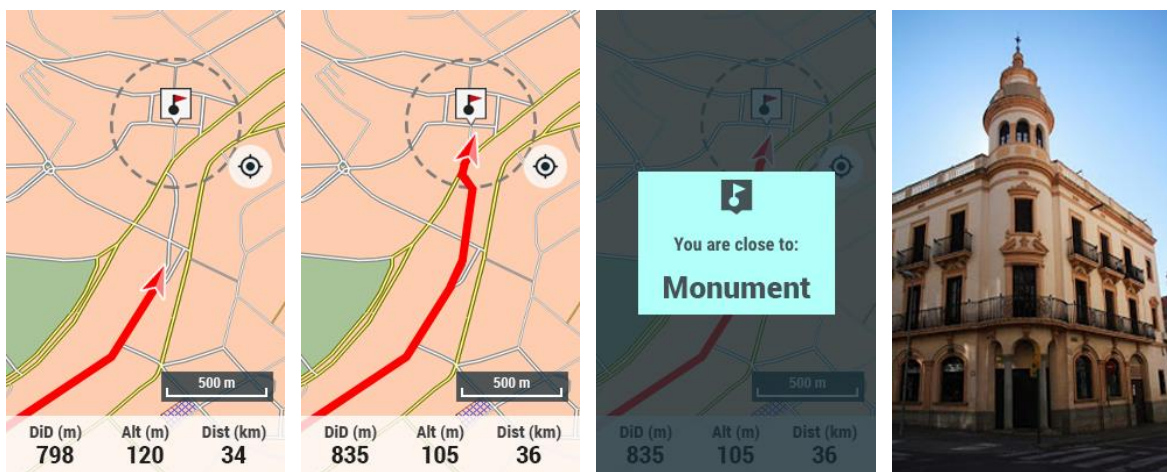 500 m
DiD (m) Alt (m) Dist (km)
798 120 34
500 m
DiD (m) Alt (m) Dist (km)
835 105 36
You are close to:
Monument
500 m
DiD (m) Alt (m) Dist (km)
835 105 36